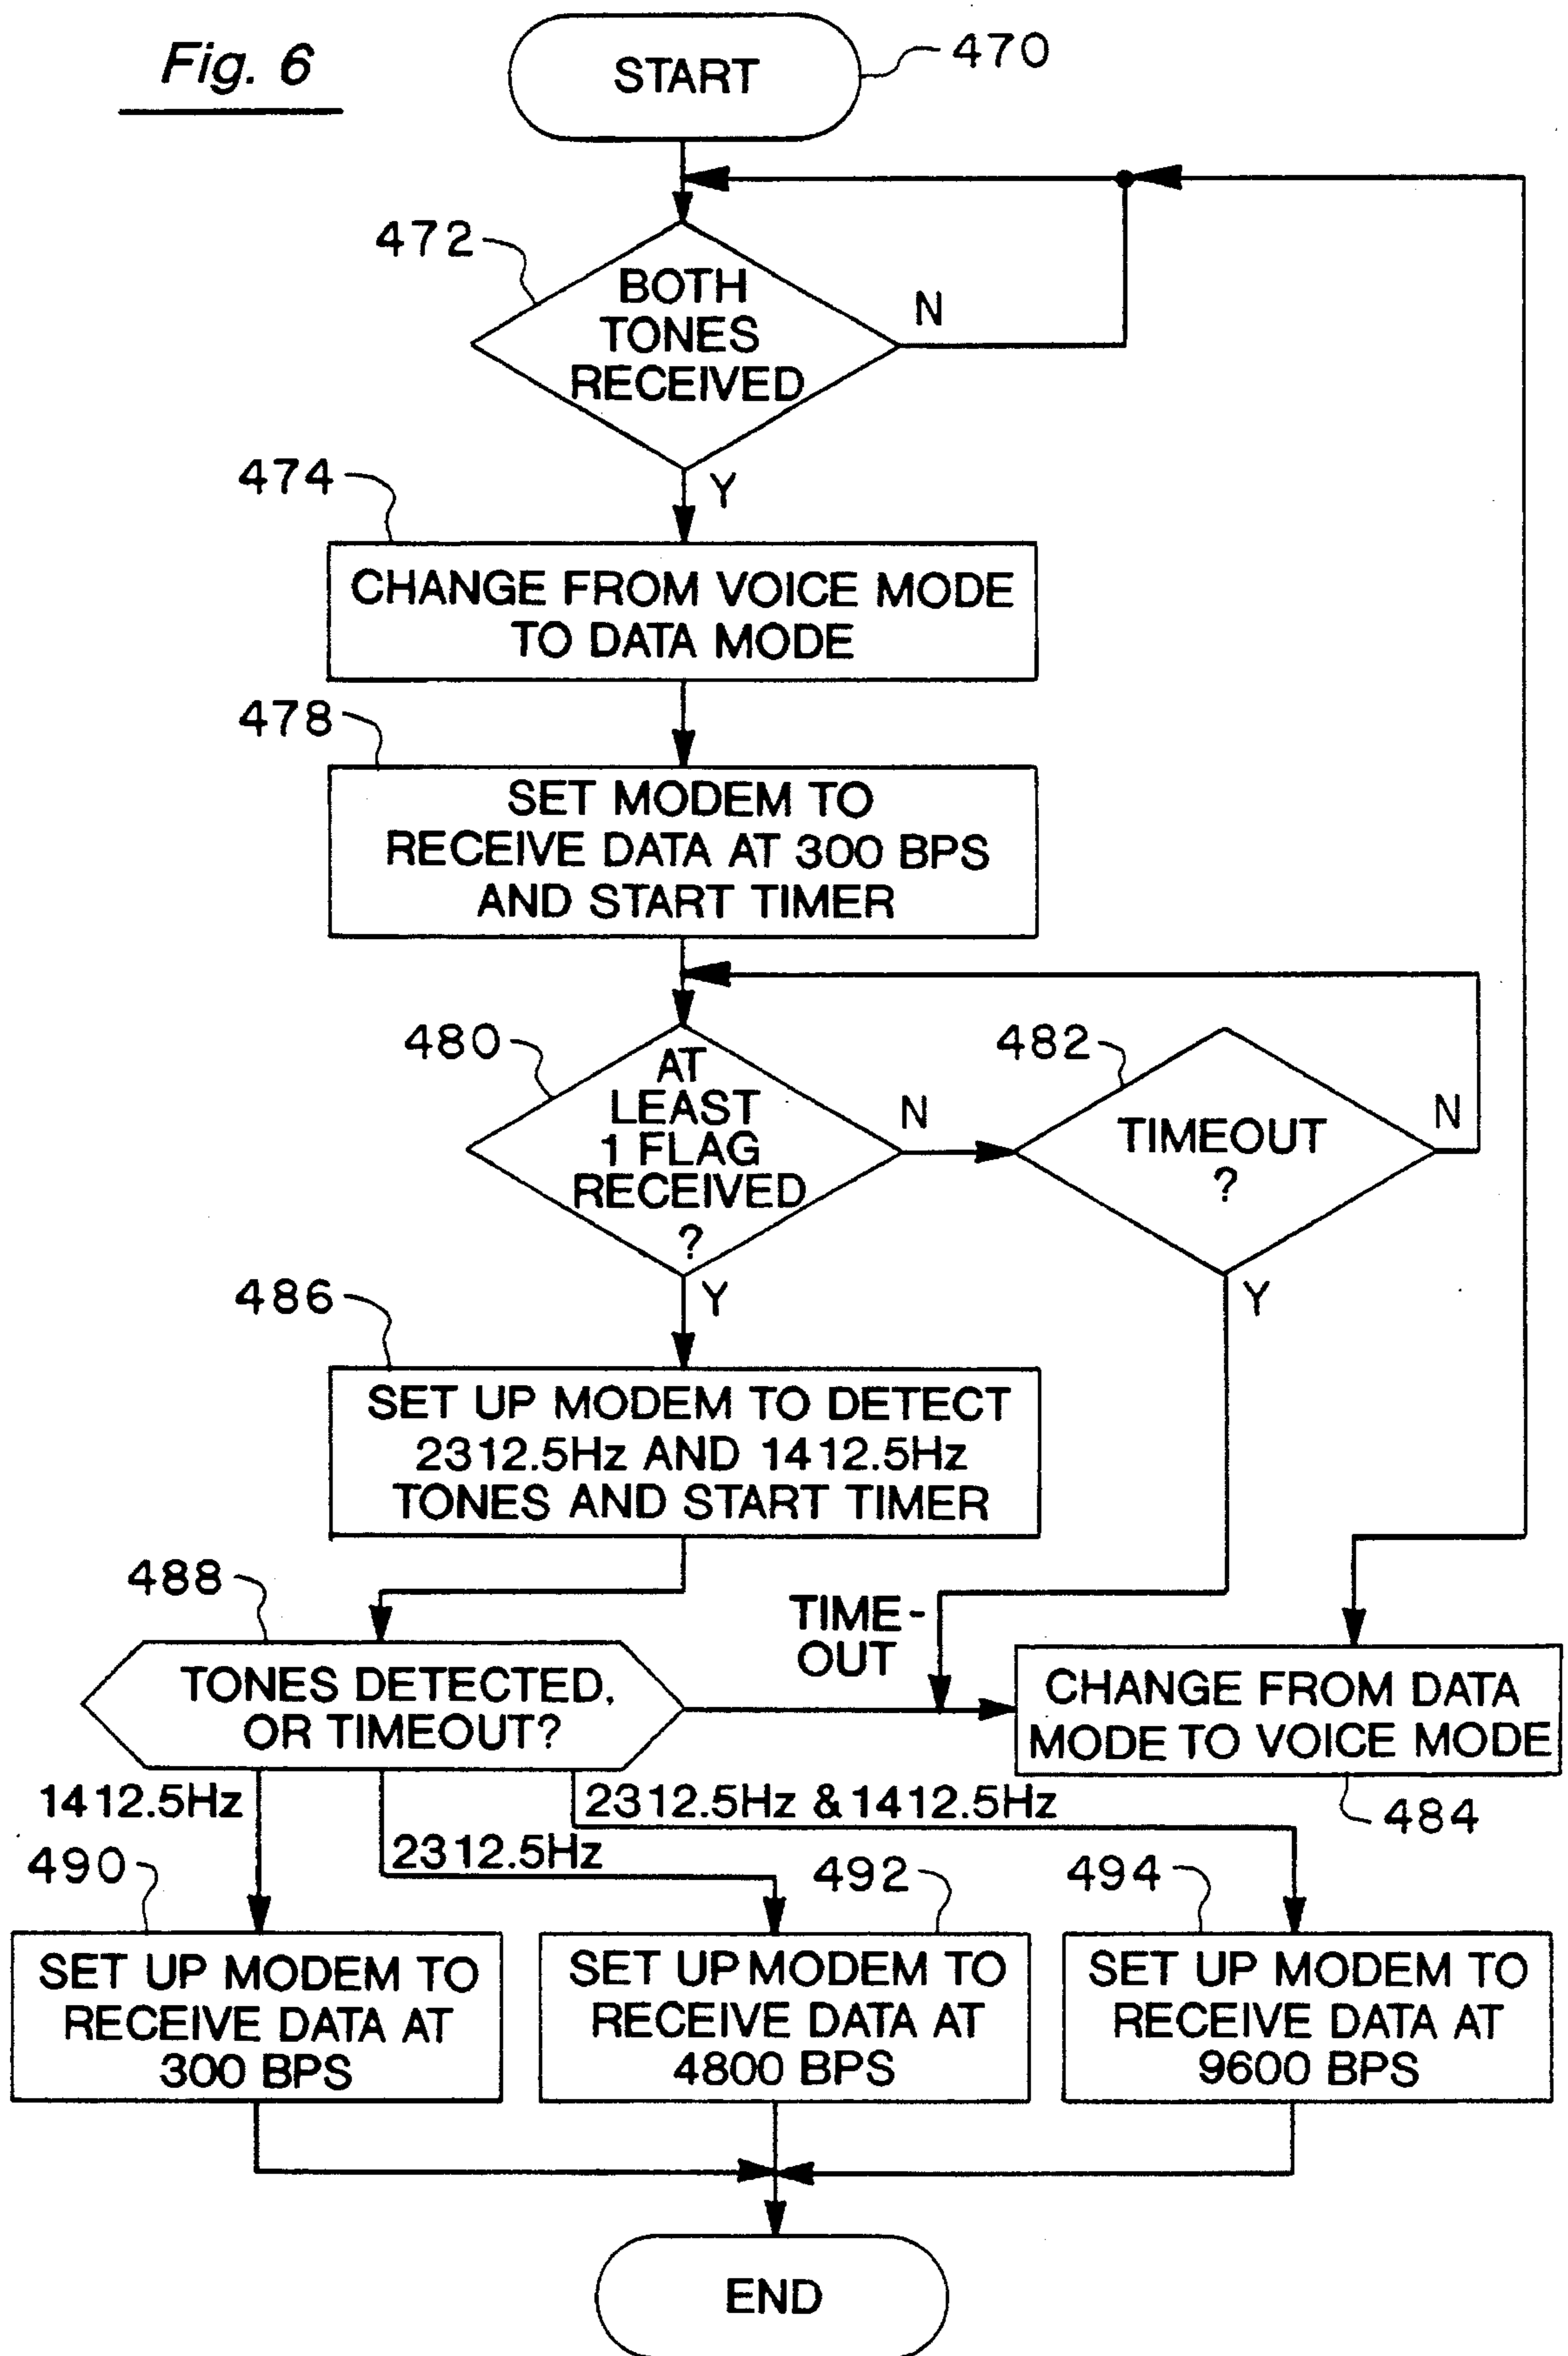 Fig. 6
START
470
472
BOTH
TONES
RECEIVED
N
Y
474
CHANGE FROM VOICE MODE
TO DATA MODE
478
SET MODEM TO
RECEIVE DATA AT 300 BPS
AND START TIMER
480
AT
LEAST
1 FLAG
RECEIVED
?
N
Y
482
TIMEOUT
?
N
Y
486
SET UP MODEM TO DETECT
2312.5Hz AND 1412.5Hz
TONES AND START TIMER
488
TONES DETECTED,
OR TIMEOUT?
TIME-
OUT
CHANGE FROM DATA
MODE TO VOICE MODE
484
1412.5Hz
2312.5Hz
2312.5Hz & 1412.5Hz
490
SET UP MODEM TO
RECEIVE DATA AT
300 BPS
492
SET UP MODEM TO
RECEIVE DATA AT
4800 BPS
494
SET UP MODEM TO
RECEIVE DATA AT
9600 BPS
END